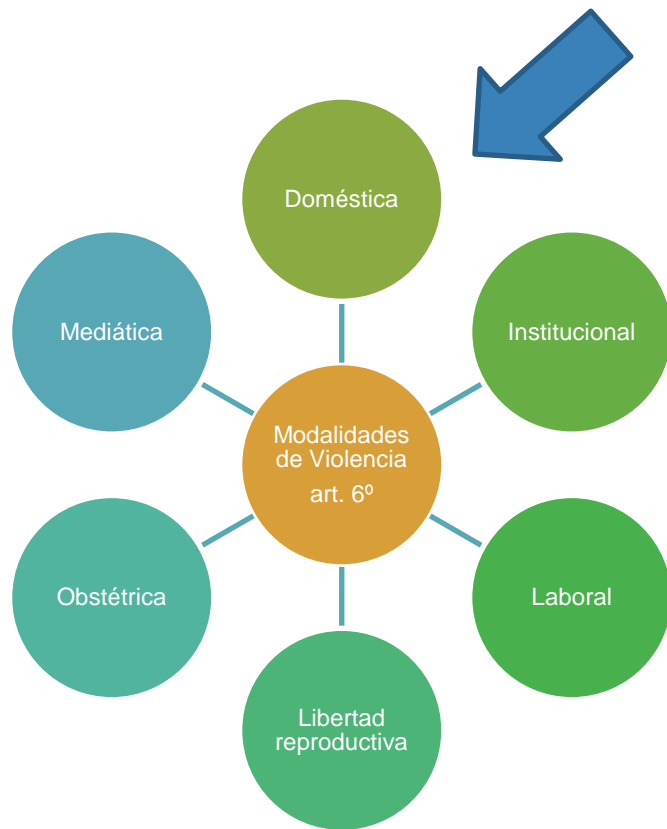 Doméstica
Mediática
Institucional
Modalidades
de Violencia
art. 6º
Obstétrica
Laboral
Libertad
reproductiva